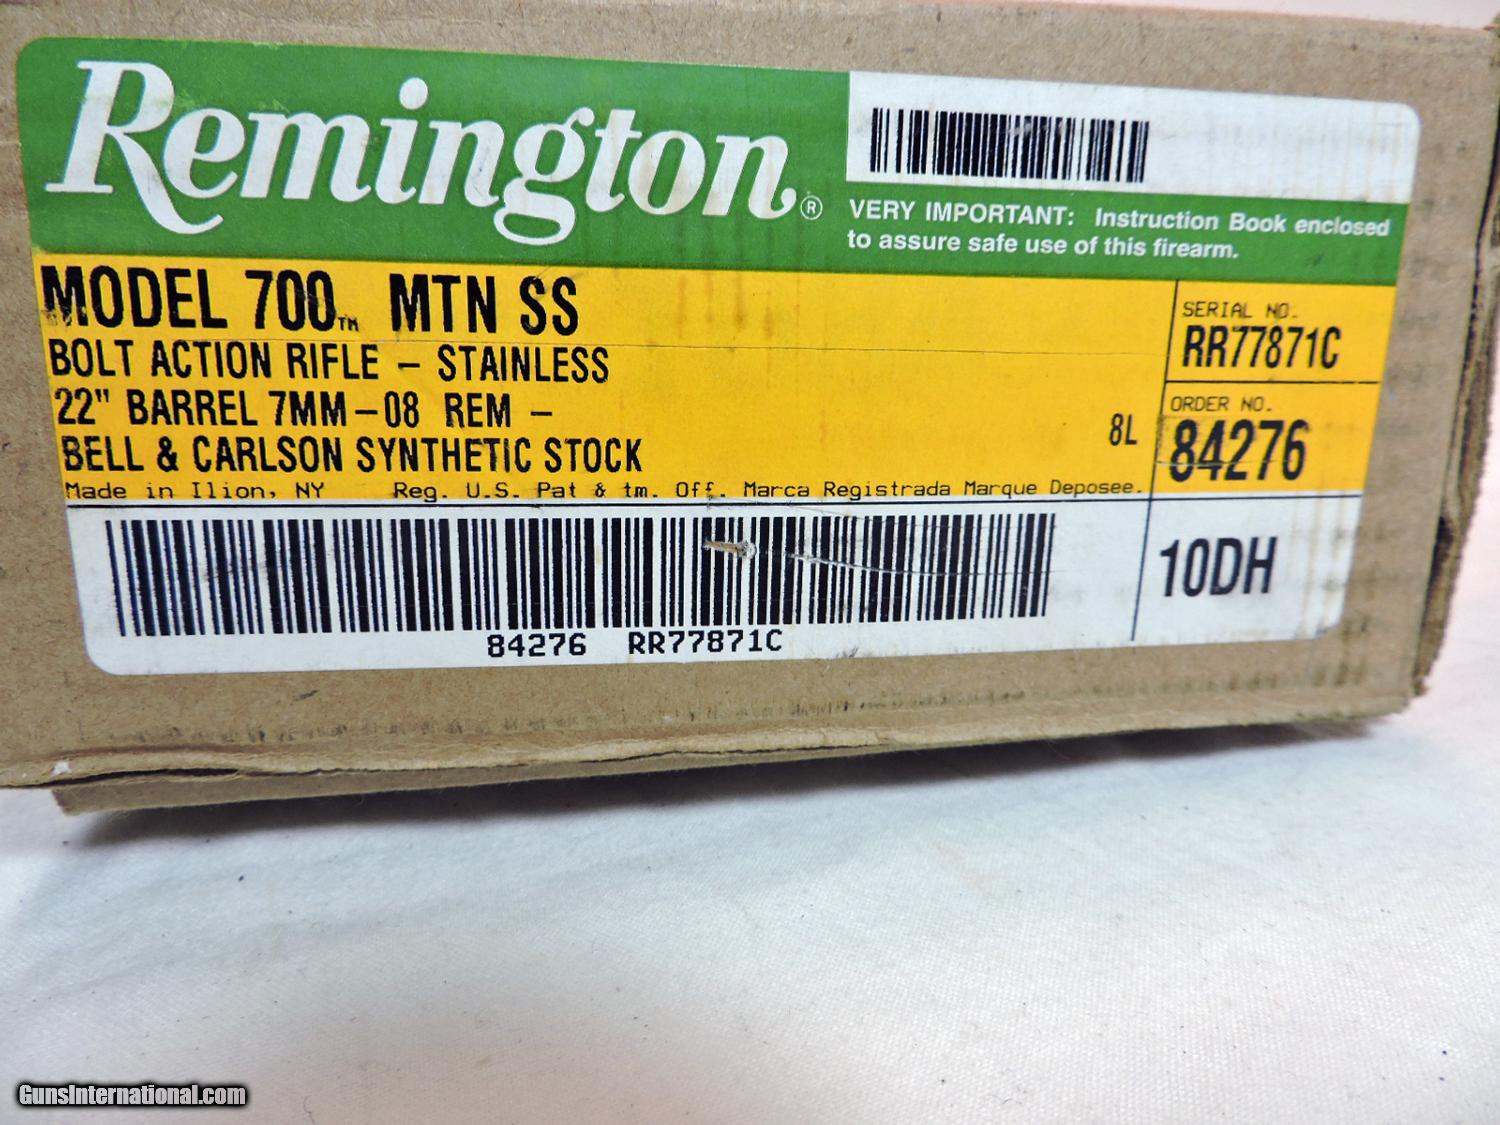 Remington®
VERY IMPORTANT: Instruction Book enclosed
to assure safe use of this firearm.
MODEL 700™ MTN SS
BOLT ACTION RIFLE – STAINLESS
22" BARREL 7MM–08 REM –
BELL & CARLSON SYNTHETIC STOCK
8L
Made in Ilion, NY Reg. U.S. Pat & tm. Off. Marca Registrada Marque Deposee.
SERIAL NO.
RR77871C
ORDER NO.
84276
10DH
84276 RR77871C
GunsInternational.com